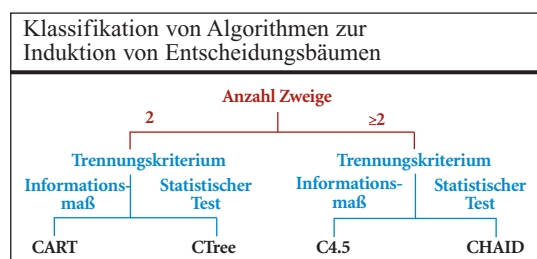 Klassifikation von Algorithmen zur
Induktion von Entscheidungsbäumen
Anzahl Zweige
2 ≥2
Trennungskriterium Trennungskriterium
Informations- Statistischer Informations- Statistischer
maß Test maß Test
CART CTree C4.5 CHAID